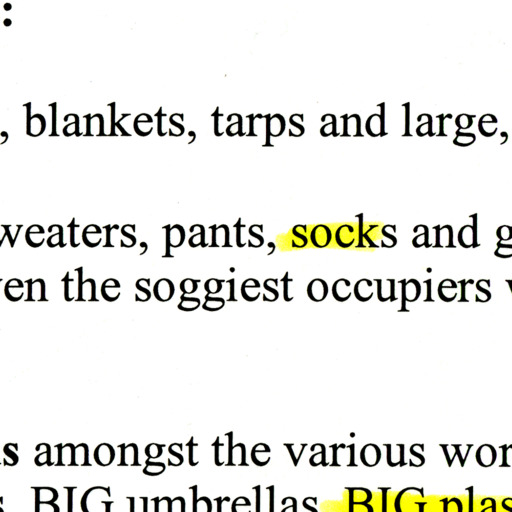 :
, blankets, tarps and large,
weaters, pants, socks and g
en the soggiest occupiers
s amongst the various wor
s, BIG umbrellas, BIG plas